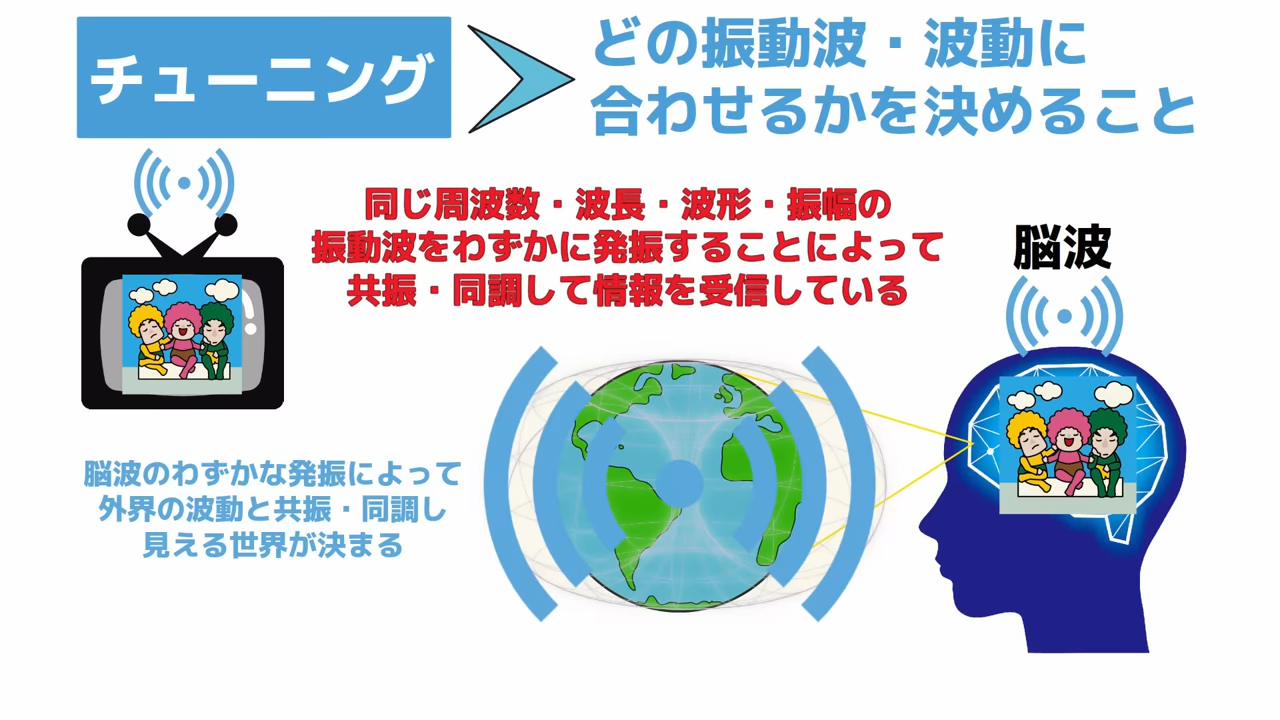 チューニング
どの振動波・波動に
合わせるかを決めること
同じ周波数・波長・波形・振幅の
振動波をわずかに発振することによって
共振・同調して情報を受信している
脳波
脳波のわずかな発振によって
外界の波動と共振・同調し
見える世界が決まる